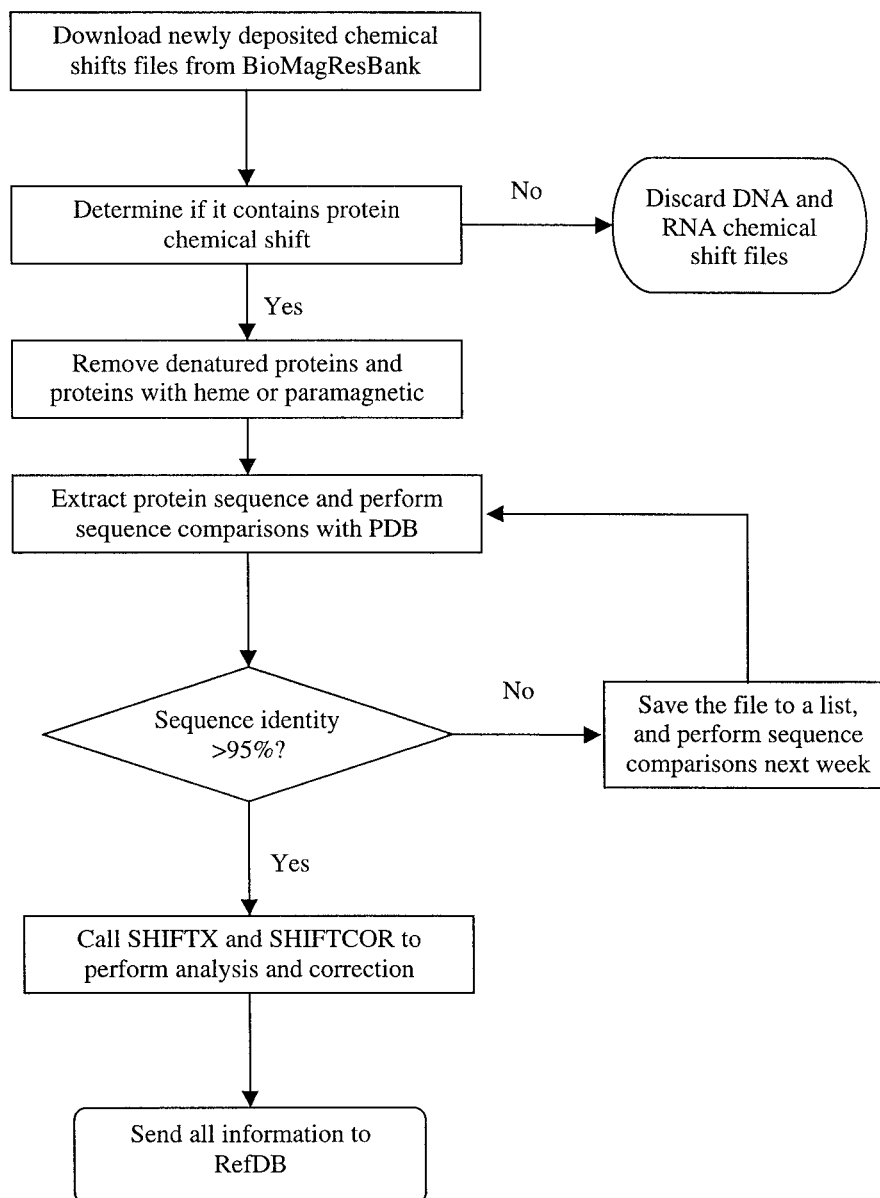 Download newly deposited chemical
shifts files from BioMagResBank
No
Determine if it contains protein
chemical shift
Discard DNA and
RNA chemical
shift files
Yes
Remove denatured proteins and
proteins with heme or paramagnetic
Extract protein sequence and perform
sequence comparisons with PDB
No
Sequence identity
>95%?
Save the file to a list,
and perform sequence
comparisons next week
Yes
Call SHIFTX and SHIFTCOR to
perform analysis and correction
Send all information to
RefDB